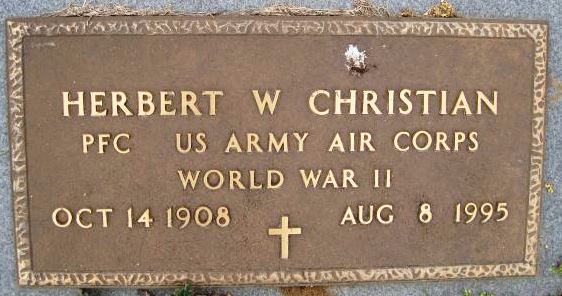 HERBERT W CHRISTIAN
PFC US ARMY AIR CORPS
WORLD WAR II
OCT 14 1908 AUG 8 1995